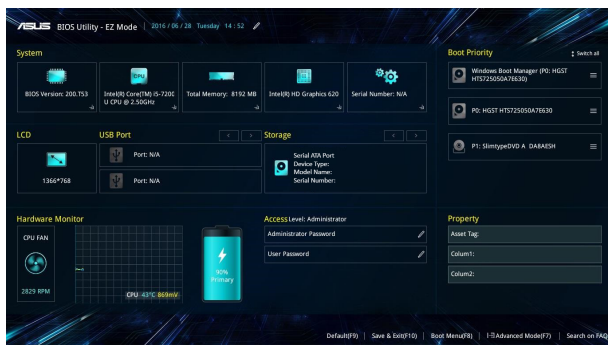 ASUS BIOS Utility - EZ Mode 2016 / 06 / 28 Tuesday 14 : 52
System
BIOS Version: 200.T53
Intel(R) Core(TM) i5-7200
U CPU @ 2.50GHz
CPU
Total Memory: 8192 MB
Intel(R) HD Graphics 620
Serial Number: N/A
Boot Priority
Switch all
Windows Boot Manager (P0: HGST
HTS725050A7E630)
P0: HGST HTS725050A7E630
P1: SlimtypeDVD A DA8AESH
LCD
1366*768
USB Port
< >
Port: N/A
Port: N/A
Storage
< >
Serial ATA Port
Device Type:
Model Name:
Serial Number:
Hardware Monitor
CPU FAN
2829 RPM
CPU 43°C 869mV
90%
Primary
Access Level: Administrator
Administrator Password
User Password
Property
Asset Tag:
Colum1:
Colum2:
Default(F9) | Save & Exit(F10) | Boot Menu(F8) | Advanced Mode(F7) | Search on FAQ